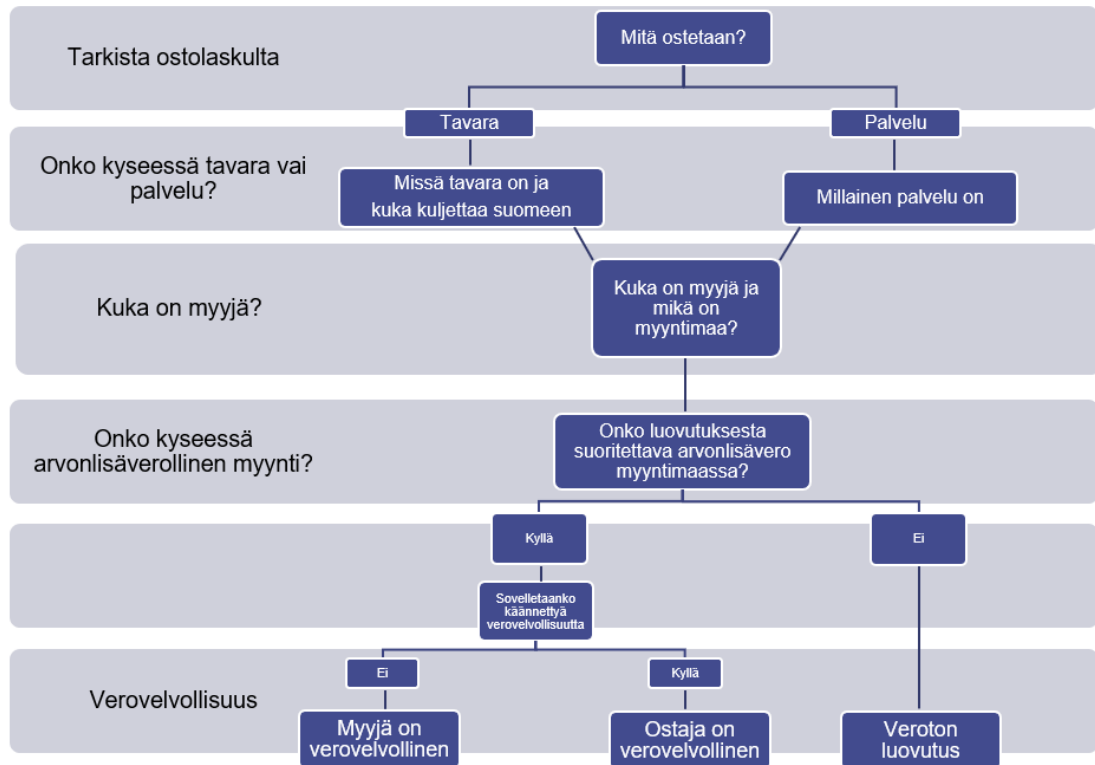 Tarkista ostolaskulta
Mitä ostetaan?
Tavara
Palvelu
Onko kyseessä tavara vai
palvelu?
Missä tavara on ja
kuka kuljettaa suomeen
Millainen palvelu on
Kuka on myyjä?
Kuka on myyjä ja
mikä on
myyntimaa?
Onko kyseessä
arvonlisäverollinen myynti?
Onko luovutuksesta
suoritettava arvonlisävero
myyntimaassa?
Kyllä
Ei
Sovelletaanko
käännettyä
verovelvollisuutta
Verovelvollisuus
Ei
Kyllä
Myyjä on
verovelvollinen
Ostaja on
verovelvollinen
Veroton
luovutus